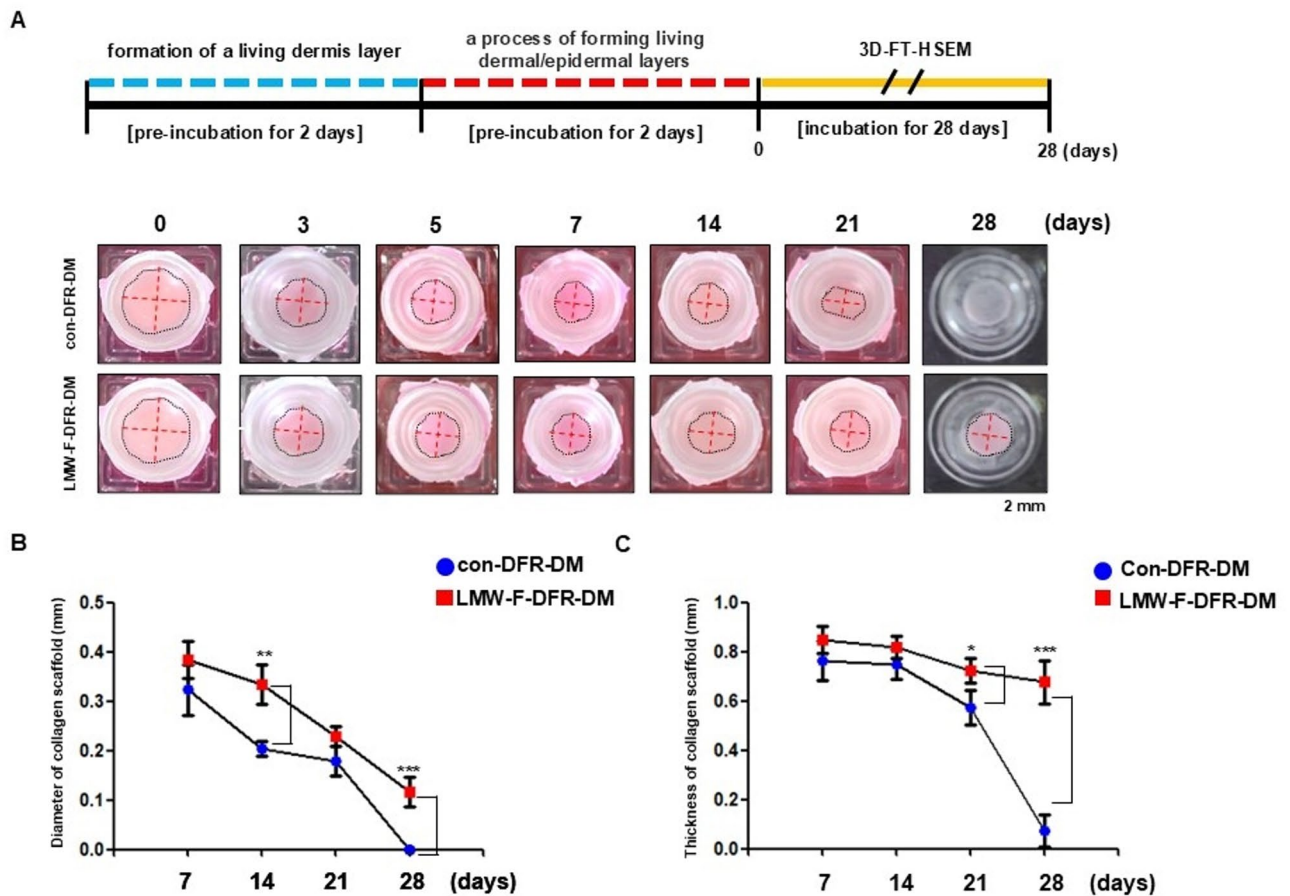 A
formation of a living dermis layer
a process of forming living
dermal/epidermal layers
3D-FT-HSEM
[pre-incubation for 2 days]
[pre-incubation for 2 days]
[incubation for 28 days]
0
28 (days)
0 3 5 7 14 21 28 (days)
con-DFR-DM
LMW-F-DFR-DM
2 mm
B
con-DFR-DM
LMW-F-DFR-DM
Diameter of collagen scaffold (mm)
0.5
0.4
0.3
0.2
0.1
0.0
**
***
7 14 21 28 (days)
C
Con-DFR-DM
LMW-F-DFR-DM
Thickness of collagen scaffold (mm)
1.0
0.8
0.6
0.4
0.2
0.0
*
***
7 14 21 28 (days)